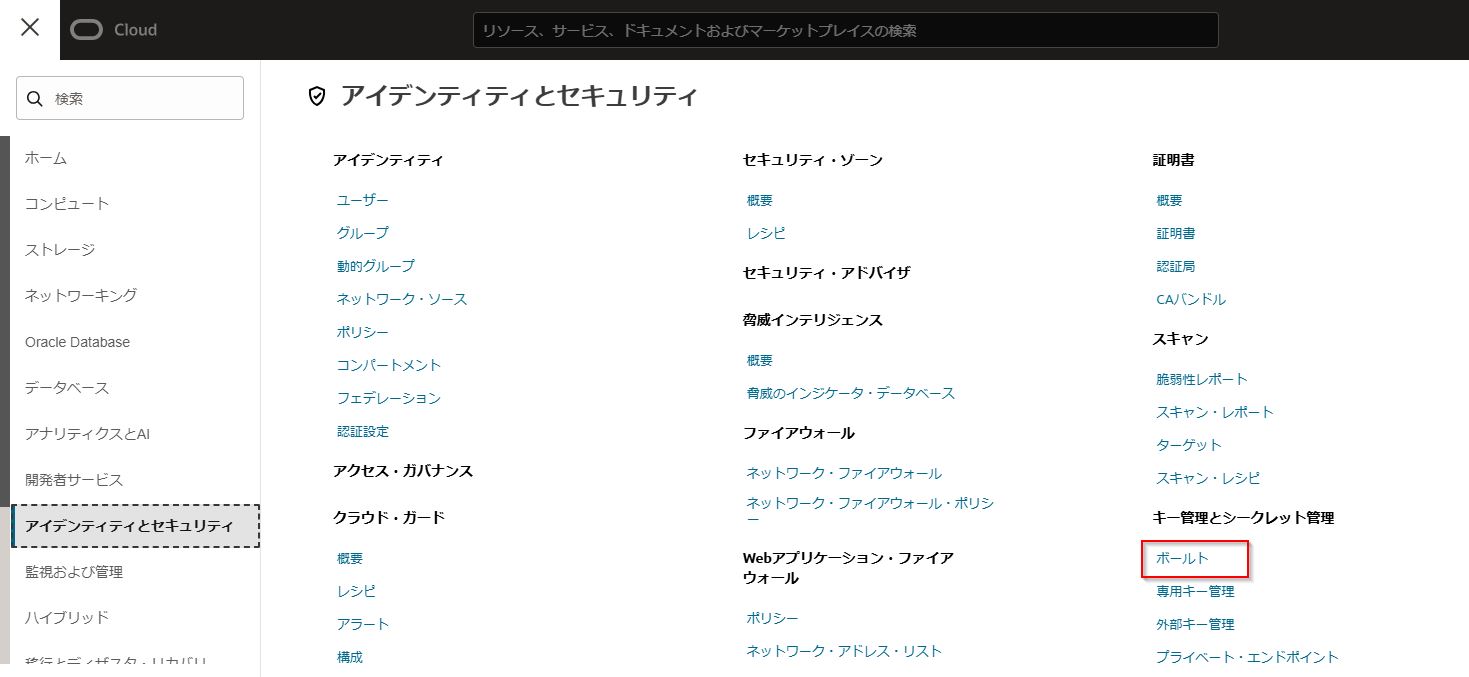 Cloud
リソース、サービス、ドキュメントおよびマーケットプレイスの検索
検索
ホーム
コンピュート
ストレージ
ネットワーキング
Oracle Database
データベース
アナリティクスとAI
開発者サービス
アイデンティティとセキュリティ
監視および管理
ハイブリッド
移行とディザスタ・リカバリ
アイデンティティとセキュリティ
アイデンティティ
ユーザー
グループ
動的グループ
ネットワーク・ソース
ポリシー
コンパートメント
フェデレーション
認証設定
アクセス・ガバナンス
クラウド・ガード
概要
レシピ
アラート
構成
セキュリティ・ゾーン
概要
レシピ
セキュリティ・アドバイザ
脅威インテリジェンス
概要
脅威のインジケータ・データベース
ファイアウォール
ネットワーク・ファイアウォール
ネットワーク・ファイアウォール・ポリシ
ー
Webアプリケーション・ファイア
ウォール
ポリシー
ネットワーク・アドレス・リスト
証明書
概要
証明書
認証局
CAバンドル
スキャン
脆弱性レポート
スキャン・レポート
ターゲット
スキャン・レシピ
キー管理とシークレット管理
ボールト
専用キー管理
外部キー管理
プライベート・エンドポイント